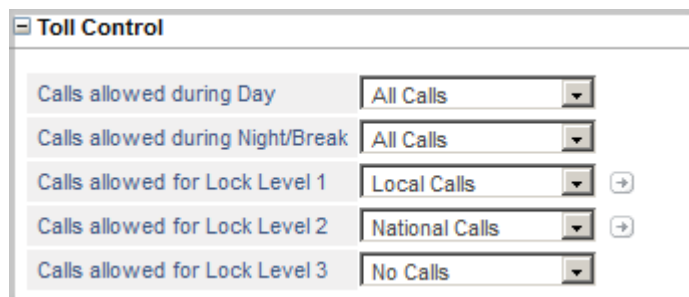 Toll Control
Calls allowed during Day All Calls
Calls allowed during Night/Break All Calls
Calls allowed for Lock Level 1 Local Calls
Calls allowed for Lock Level 2 National Calls
Calls allowed for Lock Level 3 No Calls